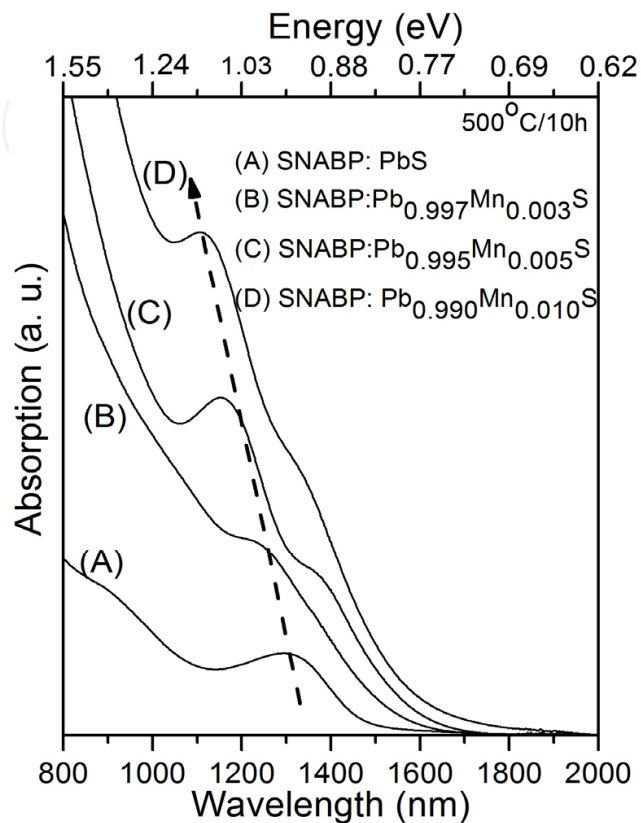 Energy (eV)
1.55 1.24 1.03 0.88 0.77 0.69 0.62
500°C/10h
(A) SNABP: PbS
(B) SNABP:Pb0.997Mn0.003S
(C) SNABP:Pb0.995Mn0.005S
(D) SNABP: Pb0.990Mn0.010S
(D)
(C)
(B)
(A)
Absorption (a. u.)
800 1000 1200 1400 1600 1800 2000
Wavelength (nm)